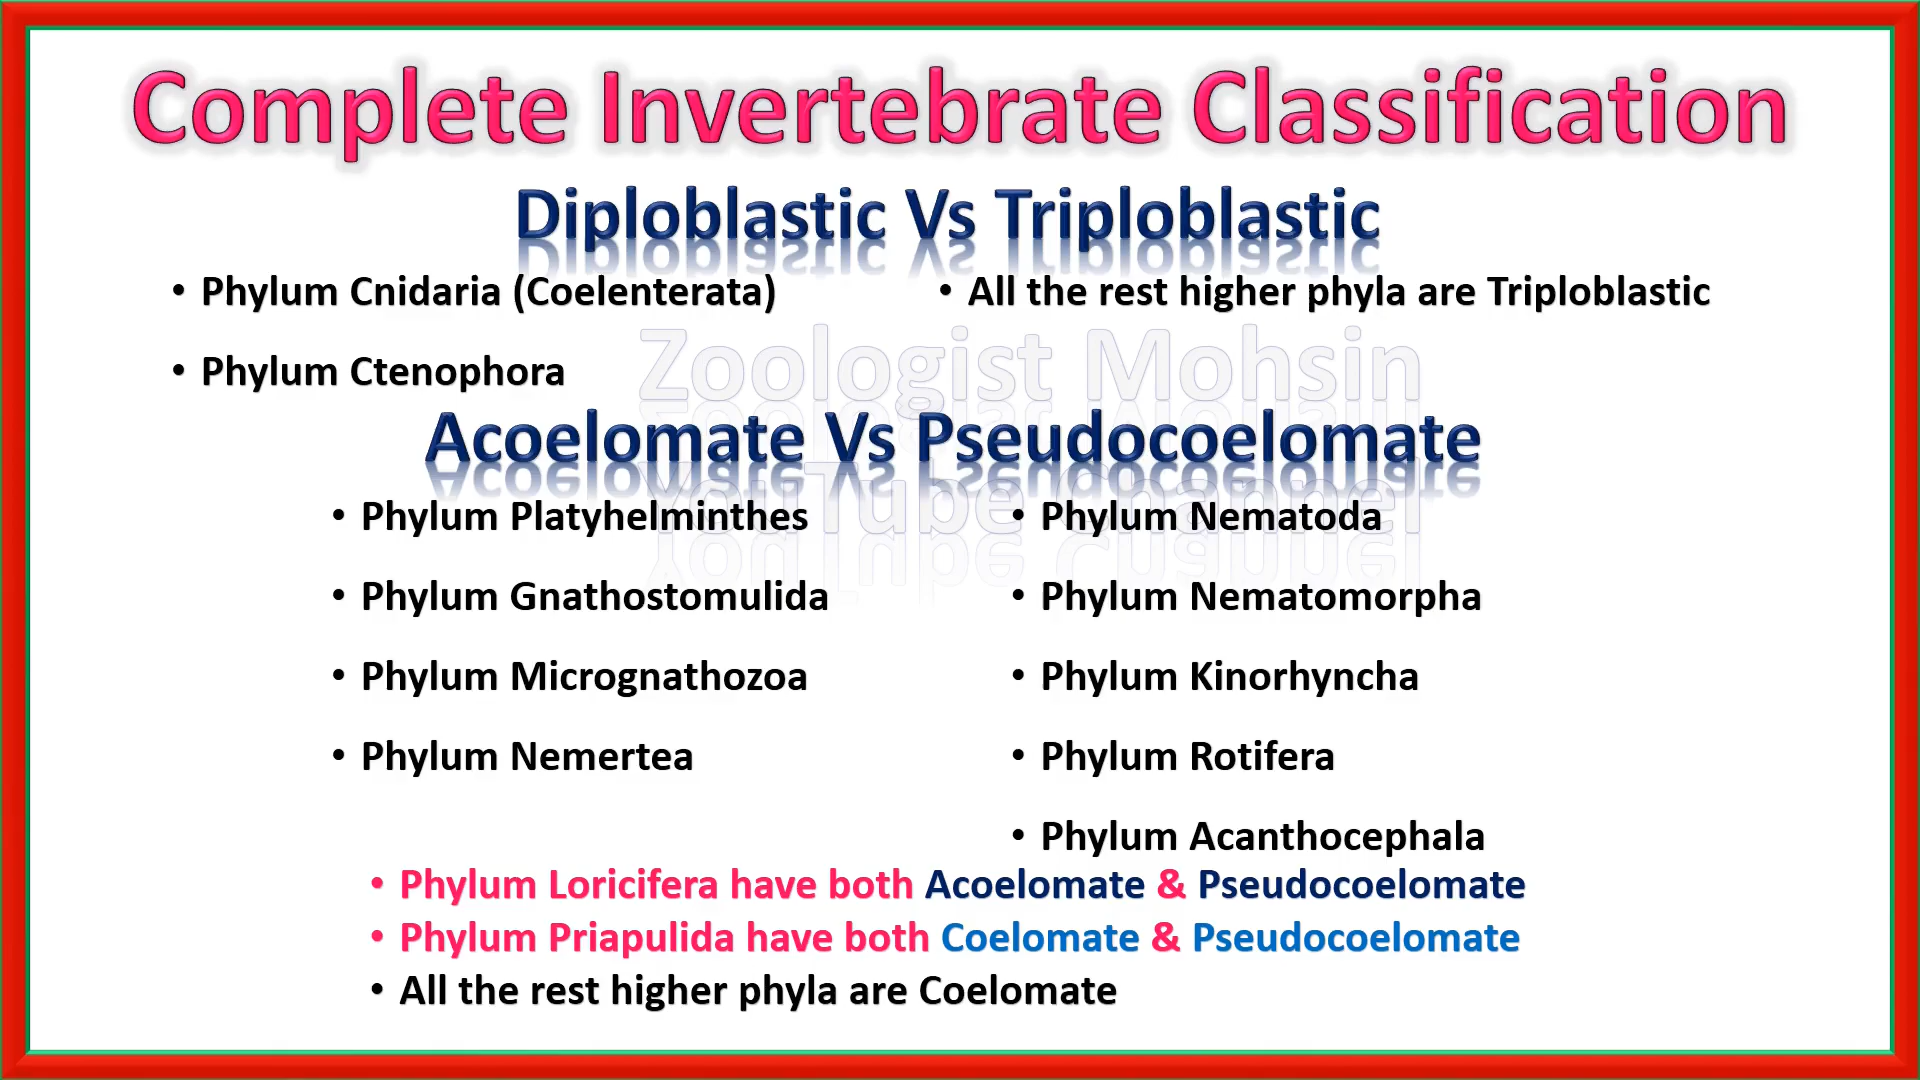 Complete Invertebrate Classification
Diploblastic Vs Triploblastic
• Phylum Cnidaria (Coelenterata)
• Phylum Ctenophora
• All the rest higher phyla are Triploblastic
Zoologist Mohsin
YouTube Channel
Acoelomate Vs Pseudocoelomate
• Phylum Platyhelminthes
• Phylum Gnathostomulida
• Phylum Micrognathozoa
• Phylum Nemertea
• Phylum Nematoda
• Phylum Nematomorpha
• Phylum Kinorhyncha
• Phylum Rotifera
• Phylum Acanthocephala
• Phylum Loricifera have both Acoelomate & Pseudocoelomate
• Phylum Priapulida have both Coelomate & Pseudocoelomate
• All the rest higher phyla are Coelomate